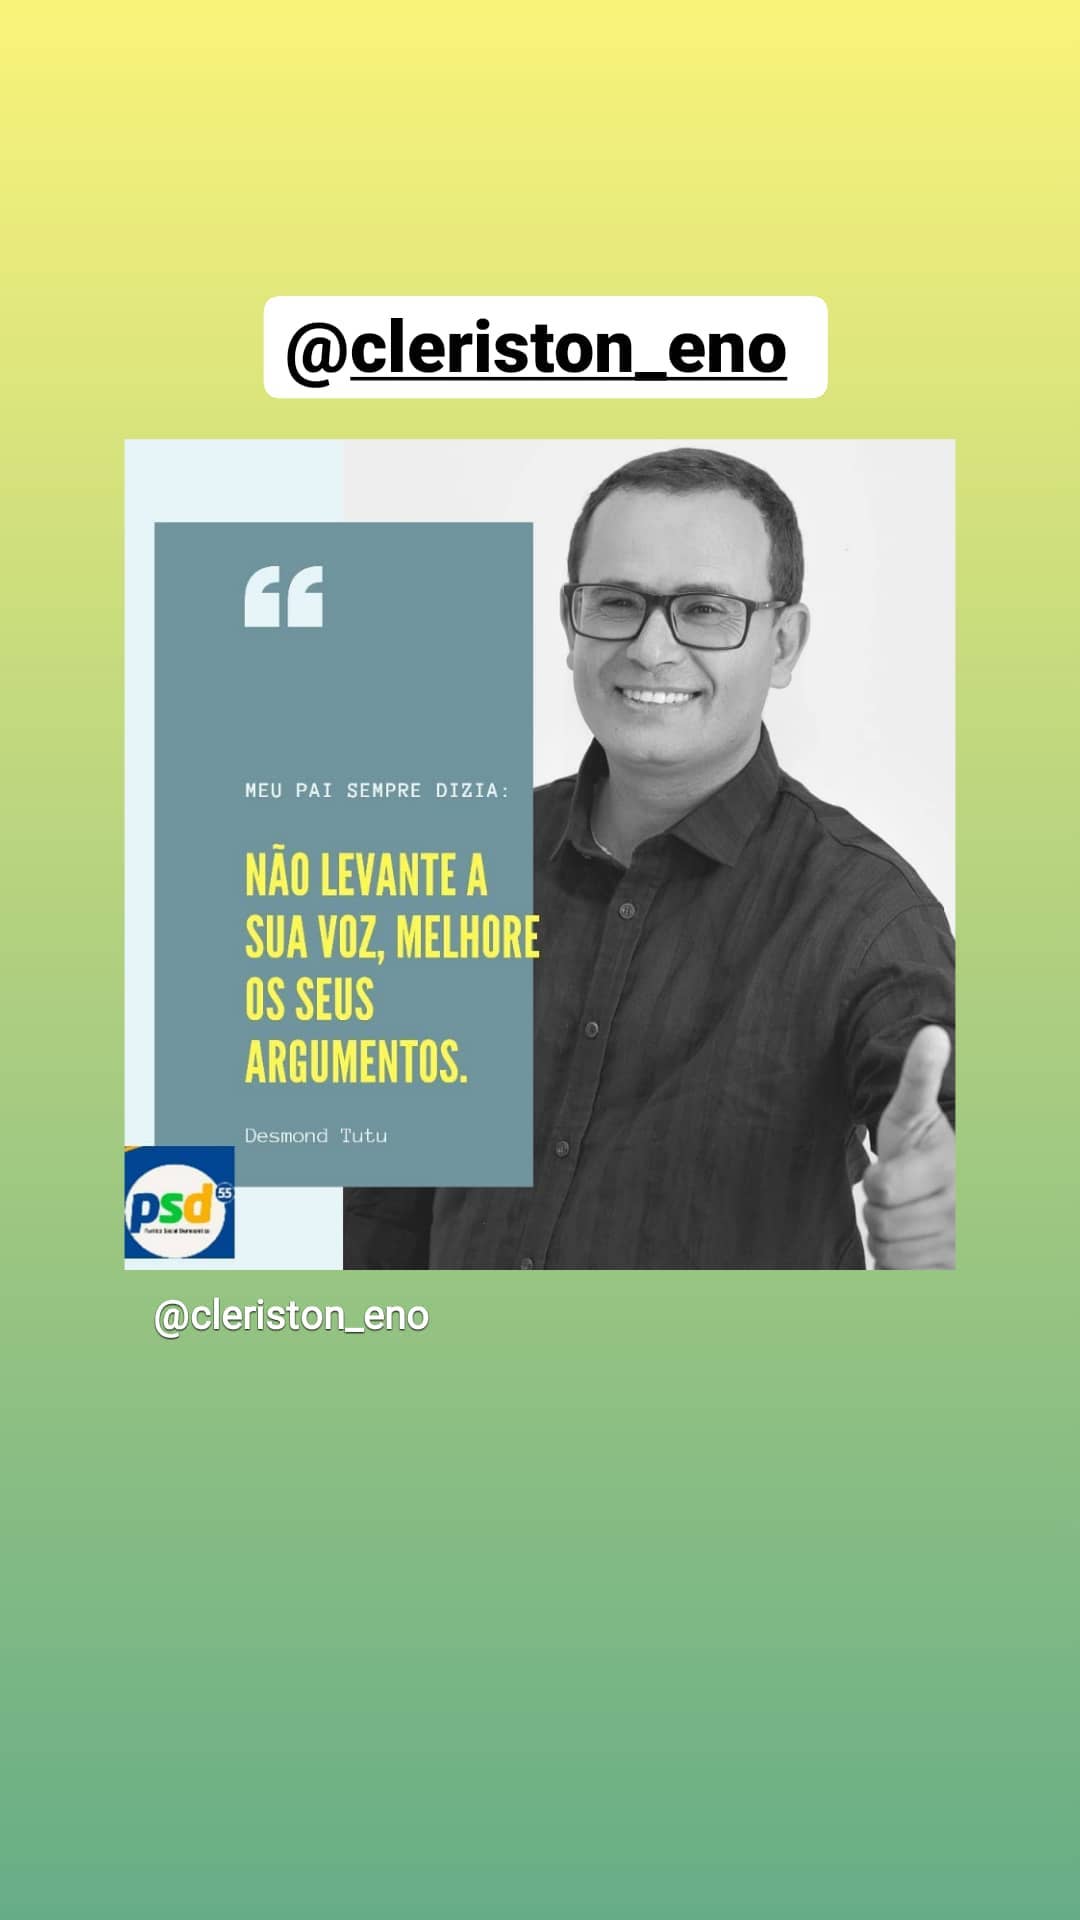 @cleriston_eno
MEU PAI SEMPRE DIZIA:
NÃO LEVANTE A
SUA VOZ, MELHORE
OS SEUS
ARGUMENTOS.
Desmond Tutu
psd 55
@cleriston_eno